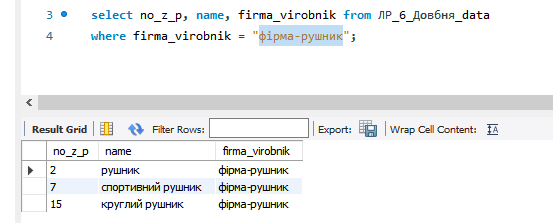 3 select no_z_p, name, firma_virobnik from ЛР_6_Довбня_data
4 where firma_virobnik = "фірма-рушник";
Result Grid Filter Rows: Export: Wrap Cell Content:
no_z_p name firma_virobnik
2 рушник фірма-рушник
7 спортивний рушник фірма-рушник
15 круглий рушник фірма-рушник